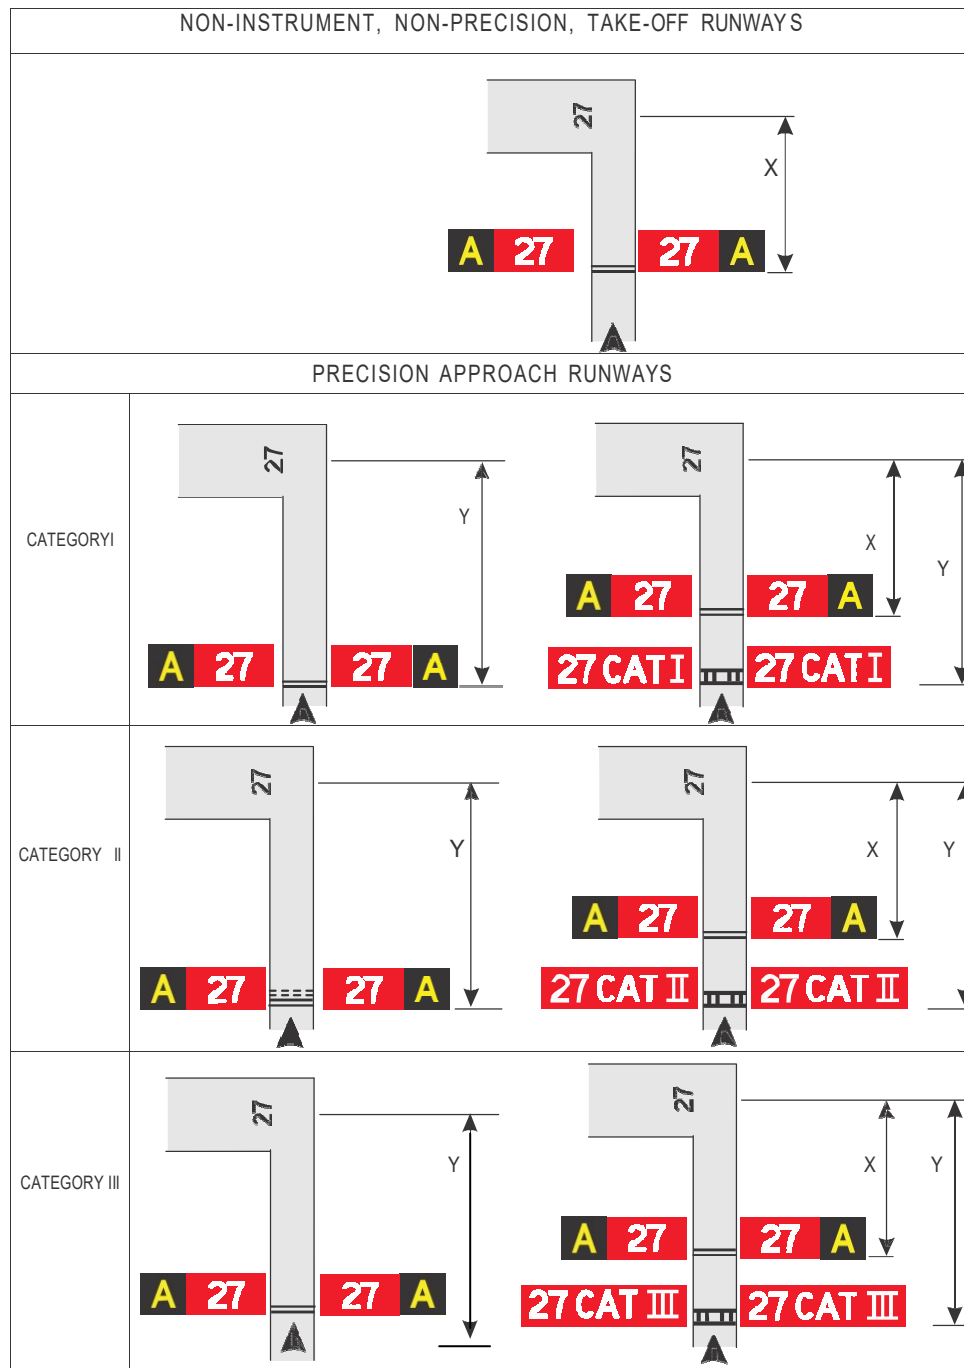 NON-INSTRUMENT, NON-PRECISION, TAKE-OFF RUNWAYS
27
X
A 27 27 A
PRECISION APPROACH RUNWAYS
CATEGORYI
27
Y
A 27 27 A
27
X
Y
A 27 27 A
27 CAT I 27 CAT I
CATEGORY II
27
Y
A 27 27 A
27
X
Y
A 27 27 A
27 CAT II 27 CAT II
CATEGORY III
27
Y
A 27 27 A
27
X
Y
A 27 27 A
27 CAT III 27 CAT III